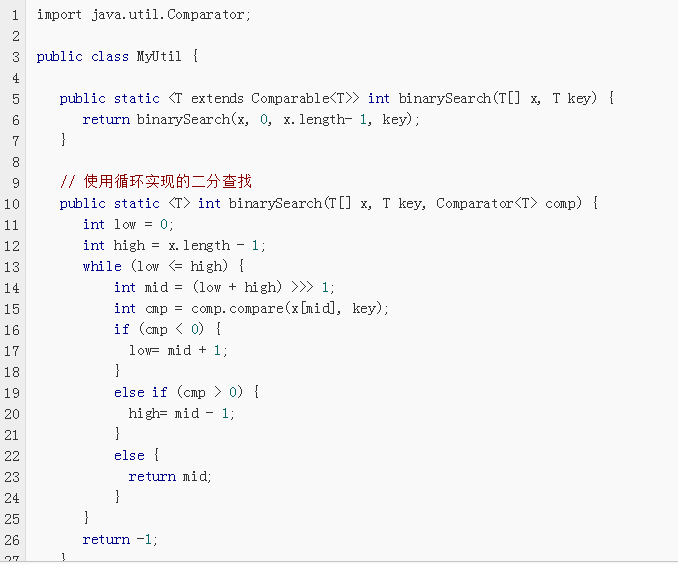 1 import java.util.Comparator;
2
3 public class MyUtil {
4
5 public static <T extends Comparable<T>> int binarySearch(T[] x, T key) {
6 return binarySearch(x, 0, x.length- 1, key);
7 }
8
9 // 使用循环实现的二分查找
10 public static <T> int binarySearch(T[] x, T key, Comparator<T> comp) {
11 int low = 0;
12 int high = x.length - 1;
13 while (low <= high) {
14 int mid = (low + high) >>> 1;
15 int cmp = comp.compare(x[mid], key);
16 if (cmp < 0) {
17 low= mid + 1;
18 }
19 else if (cmp > 0) {
20 high= mid - 1;
21 }
22 else {
23 return mid;
24 }
25 }
26 return -1;
27 }